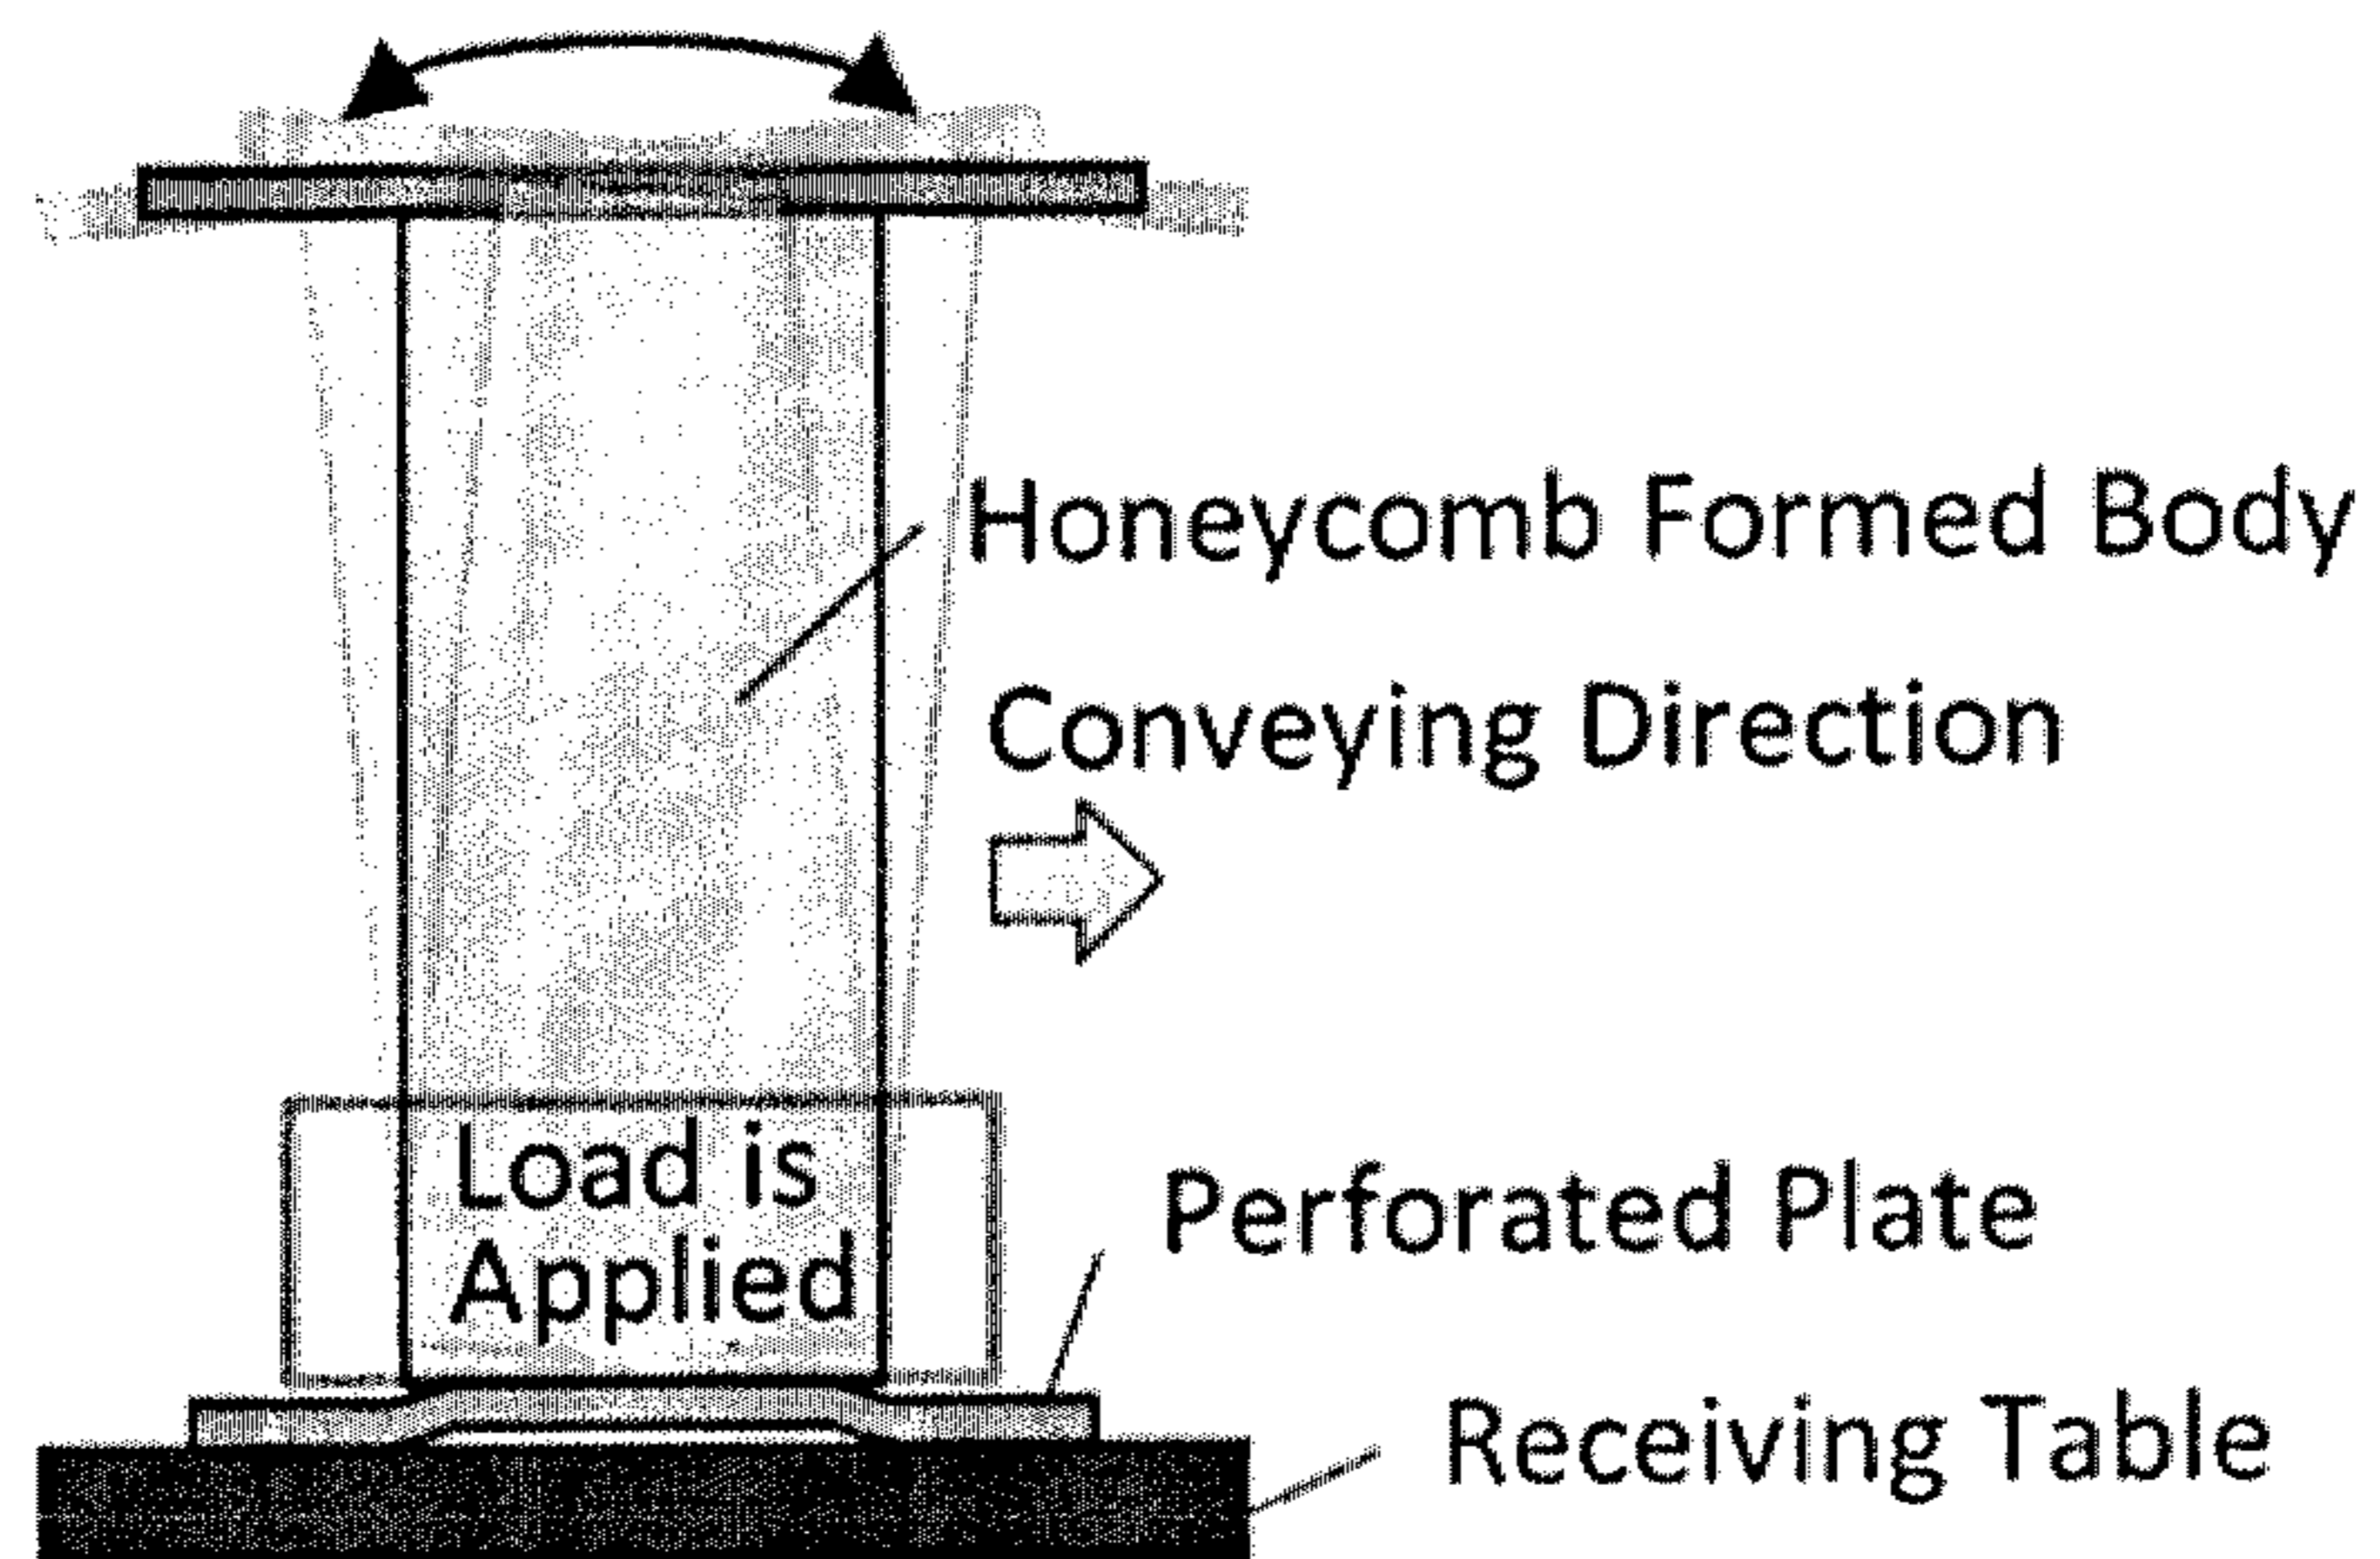 Honeycomb Formed Body
Conveying Direction
Load is
Applied
Perforated Plate
Receiving Table